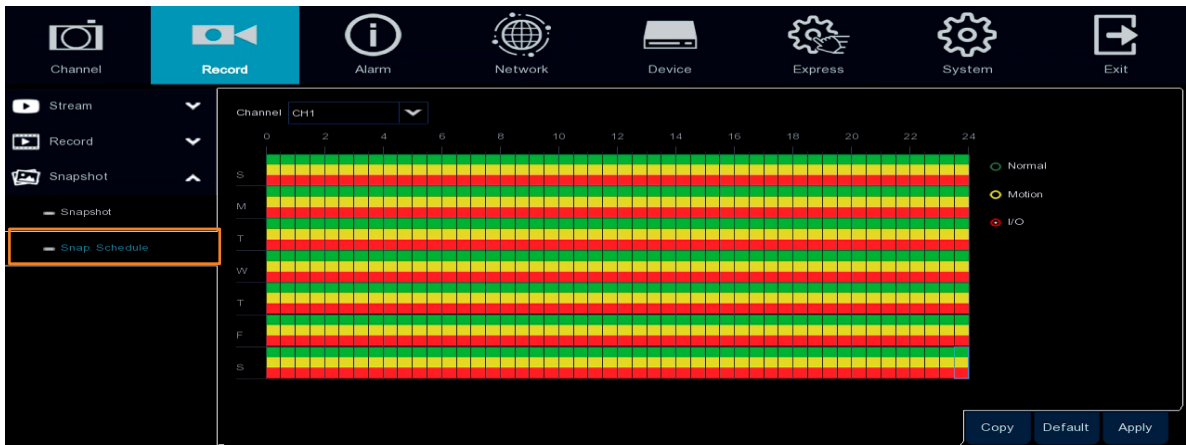 Channel Record Alarm Network Device Express System Exit
Stream
Record
Snapshot
Snapshot
Snap. Schedule
Channel CH1
0 2 4 6 8 10 12 14 16 18 20 22 24
S
M
T
W
T
F
S
Normal
Motion
I/O
Copy Default Apply